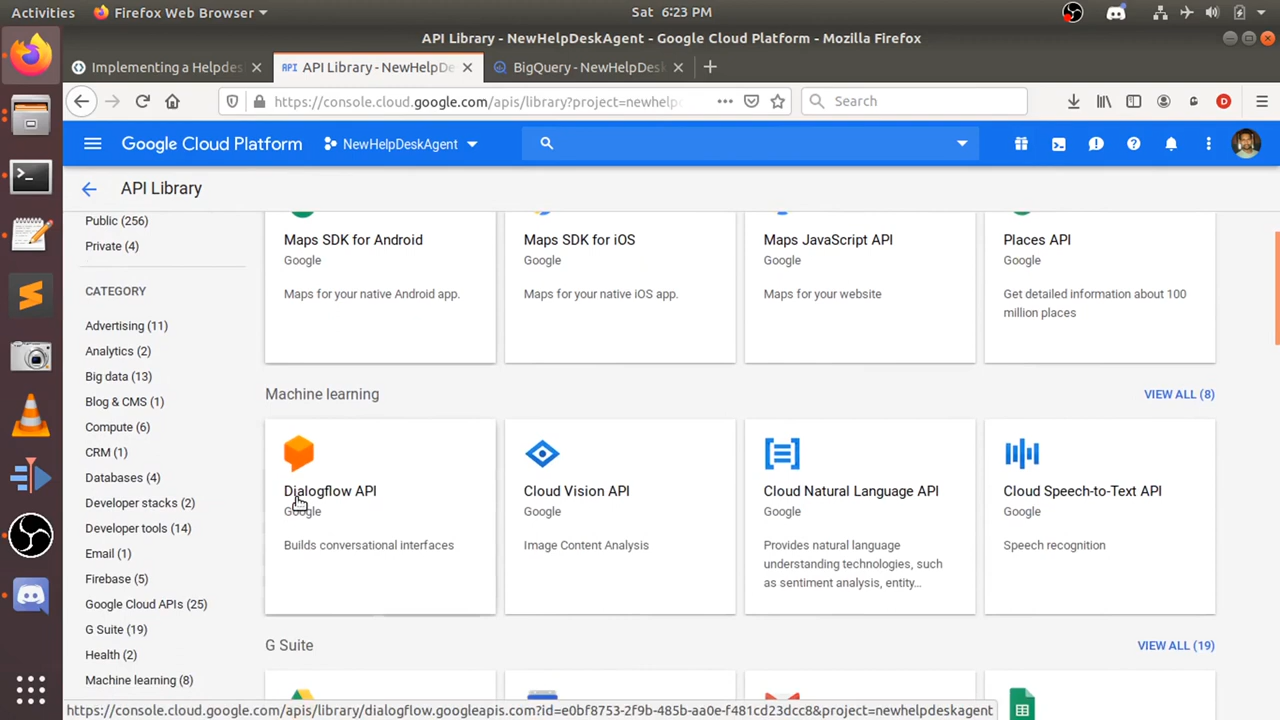 Activities Firefox Web Browser Sat 6:23 PM
API Library - NewHelpDeskAgent - Google Cloud Platform - Mozilla Firefox
Implementing a Helpdes API API Library - NewHelpDe BigQuery - NewHelpDesk
https://console.cloud.google.com/apis/library?project=newhelp Search
Google Cloud Platform NewHelpDeskAgent
API Library
Public (256)
Private (4)
CATEGORY
Advertising (11)
Analytics (2)
Big data (13)
Blog & CMS (1)
Compute (6)
CRM (1)
Databases (4)
Developer stacks (2)
Developer tools (14)
Email (1)
Firebase (5)
Google Cloud APIs (25)
G Suite (19)
Health (2)
Machine learning (8)
Maps SDK for Android
Google
Maps for your native Android app.
Maps SDK for iOS
Google
Maps for your native iOS app.
Maps JavaScript API
Google
Maps for your website
Places API
Google
Get detailed information about 100
million places
Machine learning VIEW ALL (8)
Dialogflow API
Google
Builds conversational interfaces
Cloud Vision API
Google
Image Content Analysis
Cloud Natural Language API
Google
Provides natural language
understanding technologies, such
as sentiment analysis, entity...
Cloud Speech-to-Text API
Google
Speech recognition
G Suite VIEW ALL (19)
https://console.cloud.google.com/apis/library/dialogflow.googleapis.com?id=e0bf8753-2f9b-485b-aa0e-f481cd23dcc8&project=newhelpdeskagent